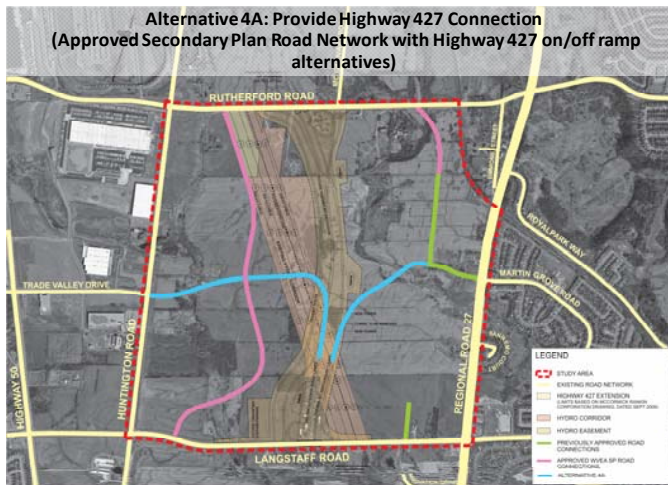 Alternative 4A: Provide Highway 427 Connection
(Approved Secondary Plan Road Network with Highway 427 on/off ramp
alternatives)
RUTHERFORD ROAD
HIGHWAY 50
TRADE VALLEY DRIVE
HUNTINGTON ROAD
LANGSTAFF ROAD
REGIONAL ROAD 27
ROYALPARK WAY
MARTIN GROVE ROAD
LEGEND
STUDY AREA
EXISTING ROAD NETWORK
HIGHWAY 427 EXTENSION
HYDRO CORRIDOR
HYDRO EASEMENT
PREVIOUSLY APPROVED ROAD
CONNECTIONS
APPROVED WVEA SP ROAD
ALTERNATIVE 4A